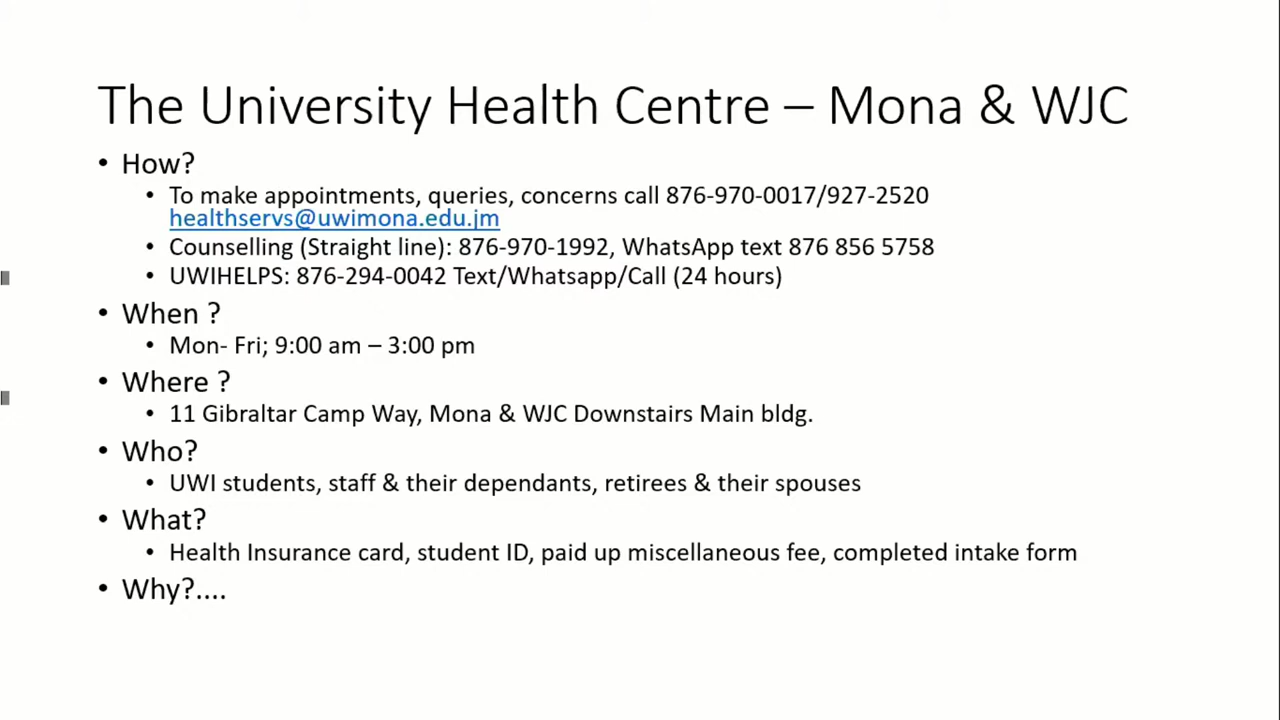 The University Health Centre – Mona & WJC
• How?
• To make appointments, queries, concerns call 876-970-0017/927-2520
healthservs@uwimona.edu.jm
• Counselling (Straight line): 876-970-1992, WhatsApp text 876 856 5758
• UWIHELPS: 876-294-0042 Text/Whatsapp/Call (24 hours)
• When ?
• Mon- Fri; 9:00 am – 3:00 pm
• Where ?
• 11 Gibraltar Camp Way, Mona & WJC Downstairs Main bldg.
• Who?
• UWI students, staff & their dependants, retirees & their spouses
• What?
• Health Insurance card, student ID, paid up miscellaneous fee, completed intake form
• Why?....